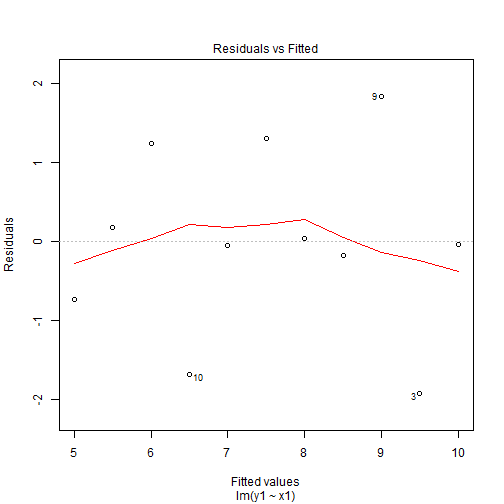 Residuals vs Fitted
Residuals
2
1
0
-1
-2
9
10
3
5 6 7 8 9 10
Fitted values
lm(y1 ~ x1)